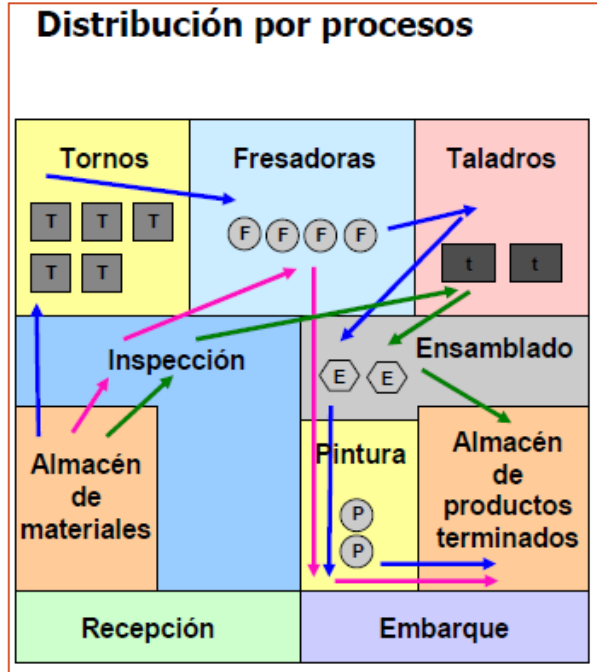 Distribución por procesos
Tornos
Fresadoras
Taladros
T T T
F F F F
t t
T T
Inspección
Ensamblado
E E
Almacén
de
materiales
Pintura
P
P
Almacén
de
productos
terminados
Recepción
Embarque